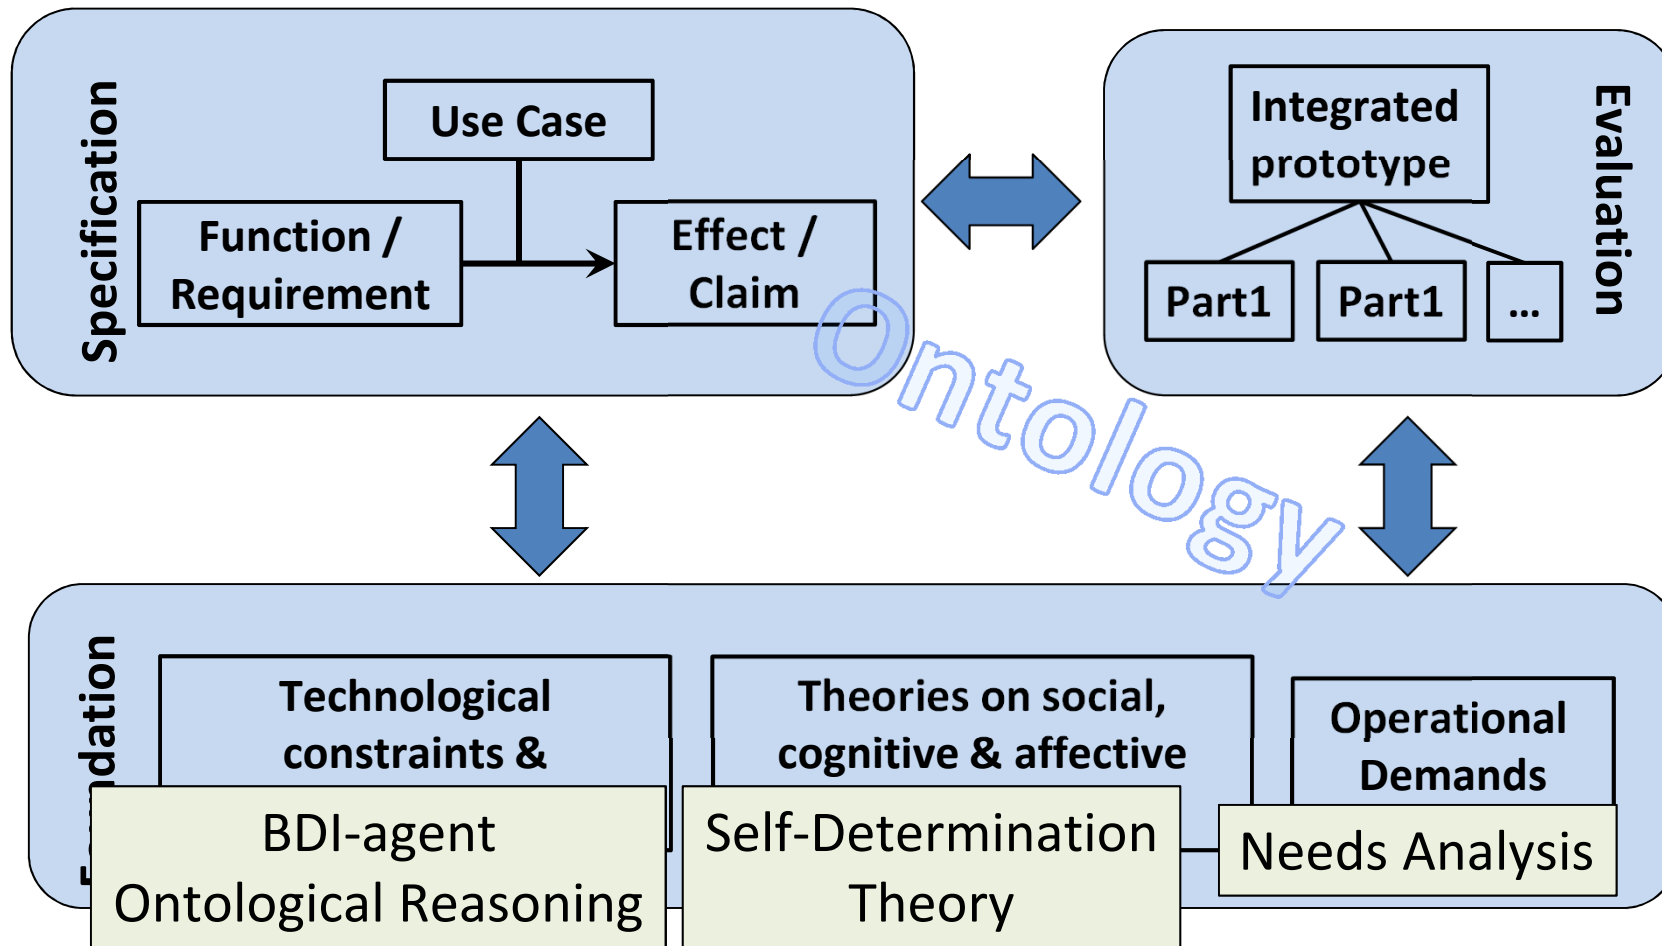 Specification
Use Case
Function /
Requirement
Effect /
Claim
Evaluation
Integrated
prototype
Part1
Part1
...
Ontology
Technological
constraints &
Theories on social,
cognitive & affective
Operational
Demands
BDI-agent
Ontological Reasoning
Self-Determination
Theory
Needs Analysis